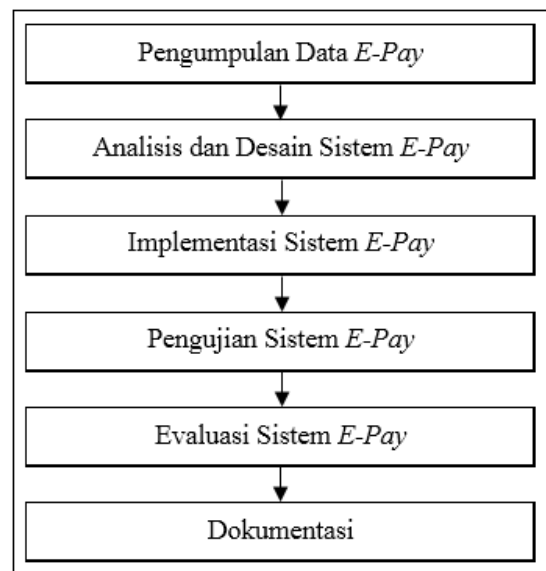 Pengumpulan Data E-Pay
Analisis dan Desain Sistem E-Pay
Implementasi Sistem E-Pay
Pengujian Sistem E-Pay
Evaluasi Sistem E-Pay
Dokumentasi